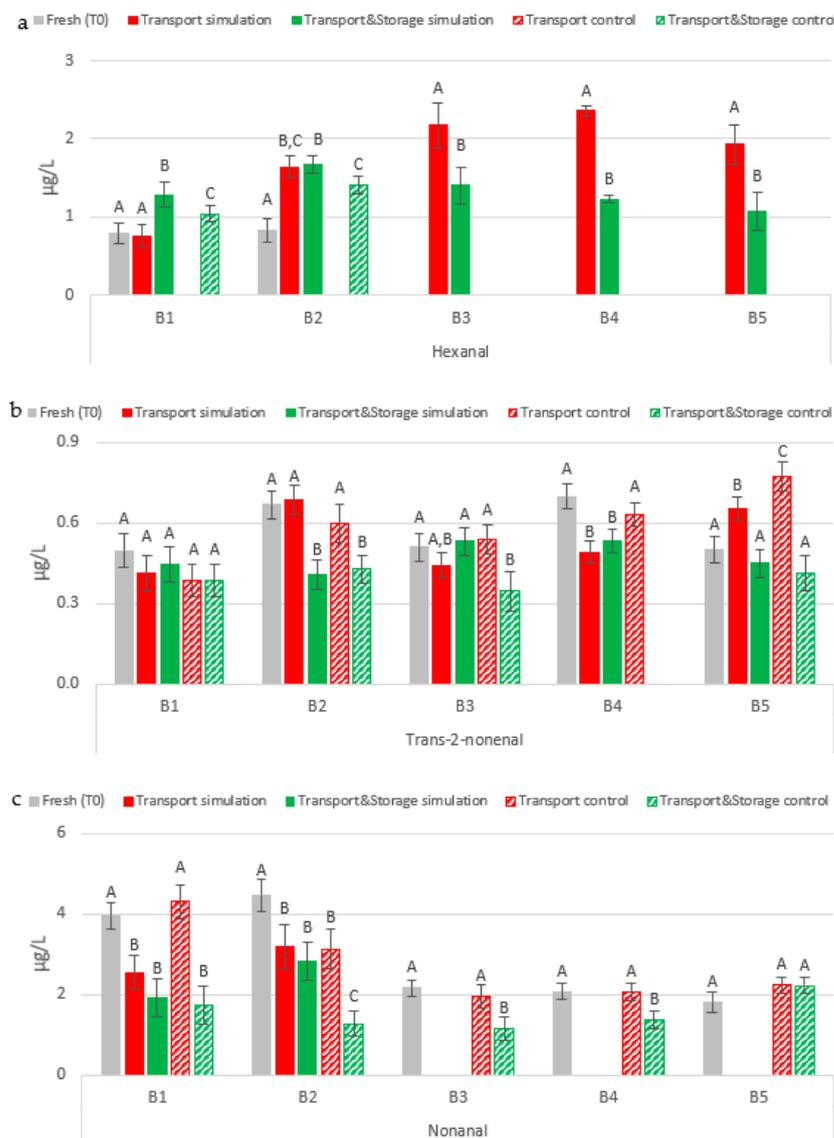 a
Fresh (T0) Transport simulation Transport&Storage simulation Transport control Transport&Storage control
3
A A
A
2
B,C B
B B
B
µg/L
C
B
C
A A A
1
0
B1 B2 B3 B4 B5
Hexanal
b
Fresh (T0) Transport simulation Transport&Storage simulation Transport control Transport&Storage control
0.9
C
A A A A
A B
A A A A
0.6
A A,B B B A
A A
A A B B A
B
µg/L
0.3
0.0
B1 B2 B3 B4 B5
Trans-2-nonenal
c
Fresh (T0) Transport simulation Transport&Storage simulation Transport control Transport&Storage control
6
A A
A
4
B B
B
B
B
B
A A A A A A A
C B B
µg/L
2
0
B1 B2 B3 B4 B5
Nonanal